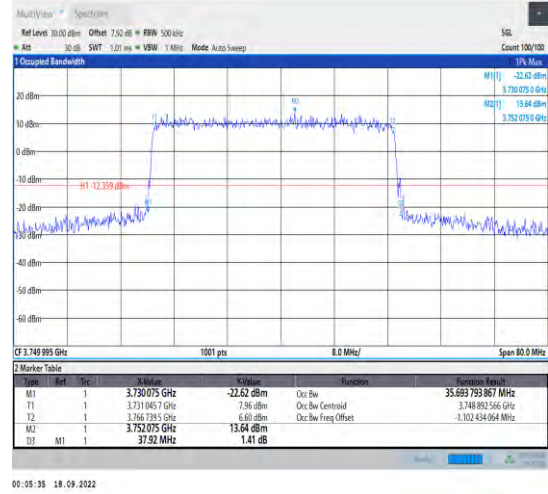 MultiView Spectrum
Ref Level 30.00 dBm Offset 7.92 dB RBW 500 kHz SGL
Att 30 dB SWT 1.01 ms VBW 1 MHz Mode Auto Sweep Count 100/100
1 Occupied Bandwidth 1Pk Max
M1[1] -22.62 dBm
3.730 075 0 GHz
M2[1] 13.64 dBm
3.752 075 0 GHz
20 dBm
M2
10 dBm
T1 T2
0 dBm
-10 dBm
H1 -12.359 dBm
-20 dBm
-30 dBm
-40 dBm
-50 dBm
-60 dBm
CF 3.749 995 GHz 1001 pts 8.0 MHz/ Span 80.0 MHz
2 Marker Table
Type Ref Trc X-Value Y-Value Function Function Result
M1 1 3.730 075 GHz -22.62 dBm Occ Bw 35.693 793 867 MHz
T1 1 3.731 045 7 GHz 7.96 dBm Occ Bw Centroid 3.748 892 566 GHz
T2 1 3.766 739 5 GHz 6.60 dBm Occ Bw Freq Offset -1.102 434 064 MHz
M2 1 3.752 075 GHz 13.64 dBm
D3 M1 1 37.92 MHz 1.41 dB
00:05:35 18.09.2022